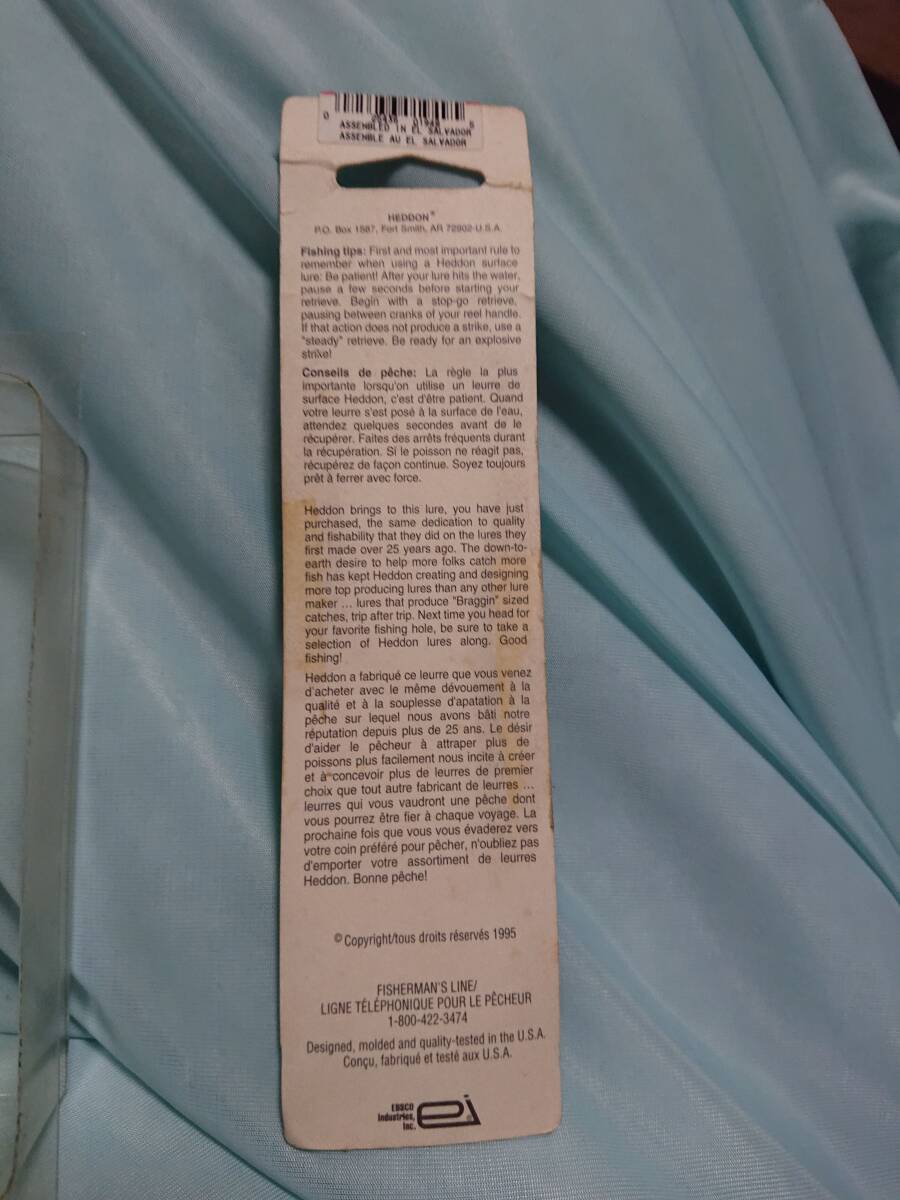 0 5
ASSEMBLED IN EL SALVADOR
ASSEMBLE AU EL SALVADOR
HEDDON®
P.O. Box 1587, Fort Smith, AR 72902 U.S.A.
Fishing tips: First and most important rule to
remember when using a Heddon surface
lure: Be patient! After your lure hits the water,
pause a few seconds before starting your
retrieve. Begin with a stop-go retrieve,
pausing between cranks of your reel handle.
If that action does not produce a strike, use a
"steady" retrieve. Be ready for an explosive
strike!
Conseils de pêche: La règle la plus
importante lorsqu'on utilise un leurre de
surface Heddon, c'est d'être patient. Quand
votre leurre s'est posé à la surface de l'eau,
attendez quelques secondes avant de le
récupérer. Faites des arrêts fréquents durant
la récupération. Si le poisson ne réagit pas,
récupérez de façon continue. Soyez toujours
prêt à ferrer avec force.
Heddon brings to this lure, you have just
purchased, the same dedication to quality
and fishability that they did on the lures they
first made over 25 years ago. The down-to-
earth desire to help more folks catch more
fish has kept Heddon creating and designing
more top producing lures than any other lure
maker ... lures that produce "Braggin" sized
catches, trip after trip. Next time you head for
your favorite fishing hole, be sure to take a
selection of Heddon lures along. Good
fishing!
Heddon a fabriqué ce leurre que vous venez
d'acheter avec le même dévouement à la
qualité et à la souplesse d'apatation à la
pêche sur lequel nous avons bâti notre
réputation depuis plus de 25 ans. Le désir
d'aider le pêcheur à attraper plus de
poissons plus facilement nous incite à créer
et à concevoir plus de leurres de premier
choix que tout autre fabricant de leurres ...
leurres qui vous vaudront une pêche dont
vous pourrez être fier à chaque voyage. La
prochaine fois que vous vous évaderez vers
votre coin préféré pour pêcher, n'oubliez pas
d'emporter votre assortiment de leurres
Heddon. Bonne pêche!
© Copyright/tous droits réservés 1995
FISHERMAN'S LINE/
LIGNE TÉLÉPHONIQUE POUR LE PÊCHEUR
1-800-422-3474
Designed, molded and quality-tested in the U.S.A.
Conçu, fabriqué et testé aux U.S.A.
EBSCO
Industries,
Inc.
ei